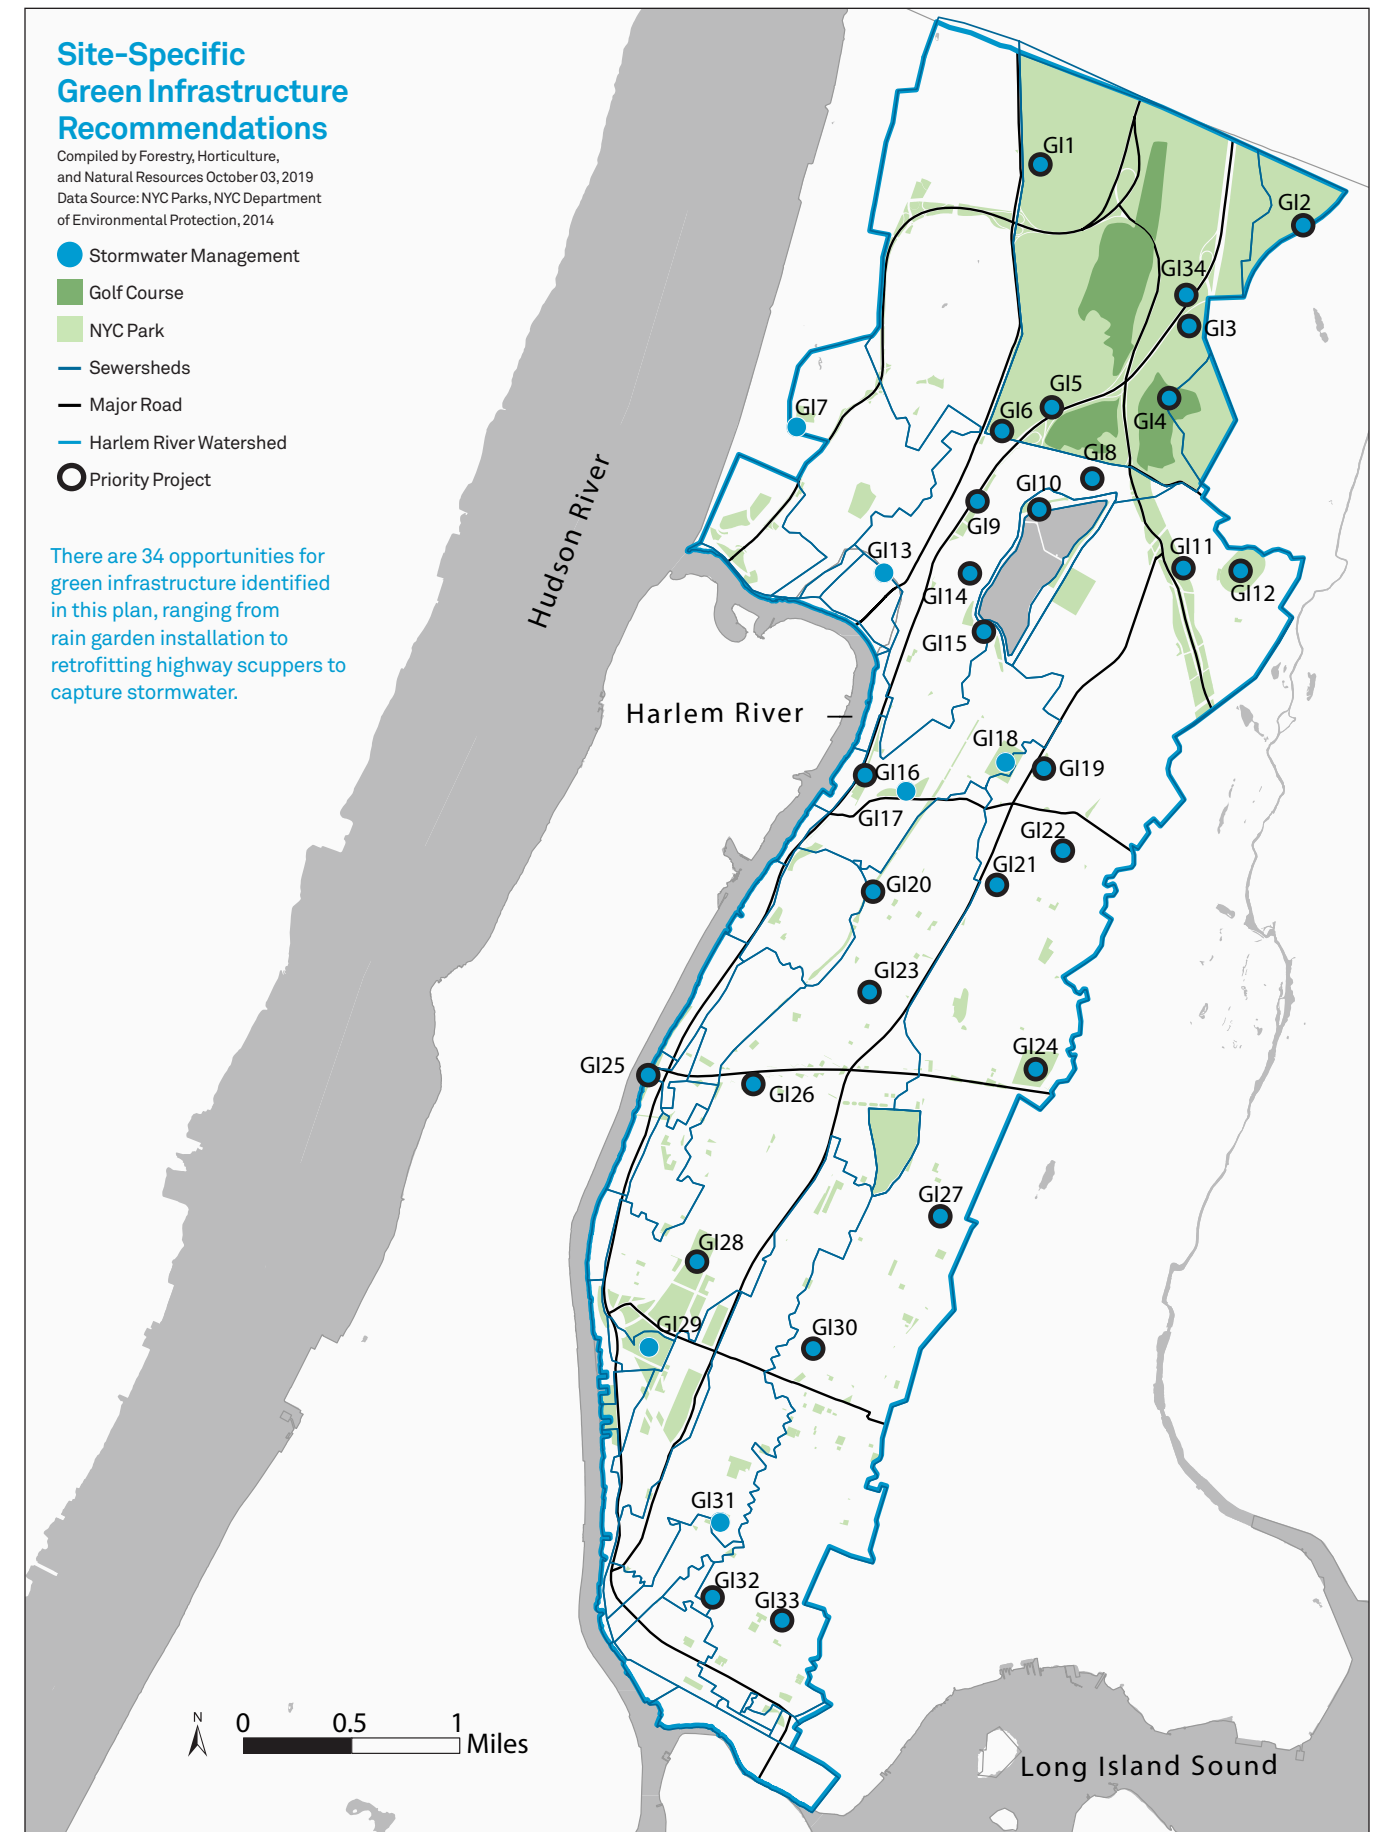 Site-Specific
Green Infrastructure
Recommendations
Compiled by Forestry, Horticulture,
and Natural Resources October 03, 2019
Data Source: NYC Parks, NYC Department
of Environmental Protection, 2014
Stormwater Management
Golf Course
NYC Park
Sewersheds
Major Road
Harlem River Watershed
Priority Project
There are 34 opportunities for
green infrastructure identified
in this plan, ranging from
rain garden installation to
retrofitting highway scuppers to
capture stormwater.
GI1
GI2
GI34
GI3
GI5
GI4
GI7
GI6
GI8
GI10
GI9
Hudson River
GI13
GI11
GI14
GI12
GI15
Harlem River
GI18
GI16
GI19
GI17
GI22
GI21
GI20
GI23
GI24
GI25
GI26
GI27
GI28
GI29
GI30
GI31
GI32
GI33
N
0 0.5 1
Miles
Long Island Sound